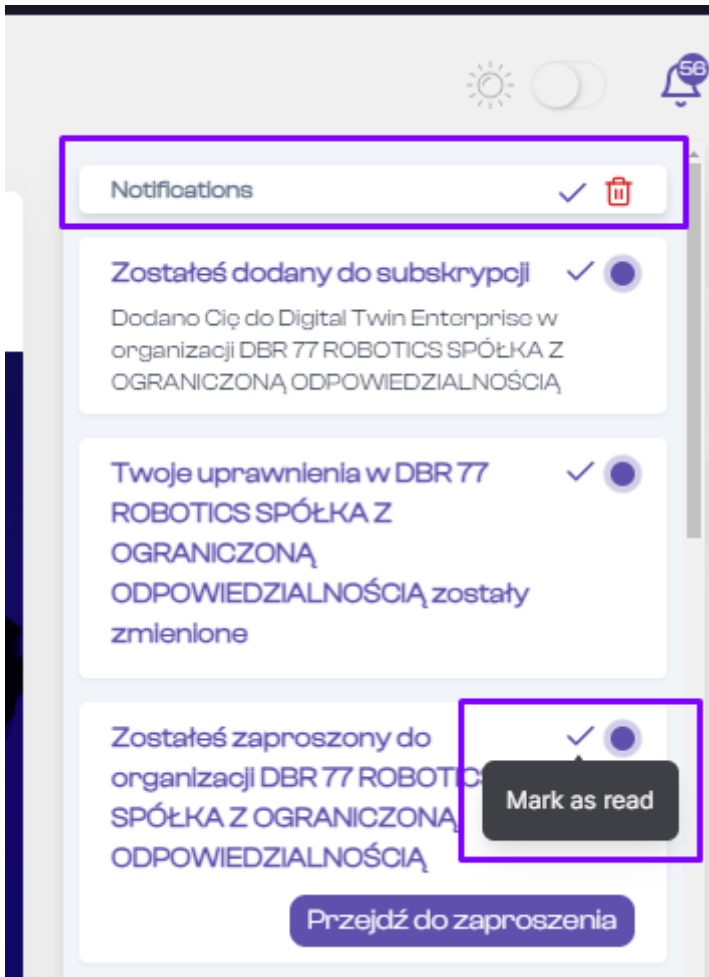 56
Notifications
Zostałeś dodany do subskrypcji
Dodano Cię do Digital Twin Enterprise w
organizacji DBR 77 ROBOTICS SPÓŁKA Z
OGRANICZONĄ ODPOWIEDZIALNOŚCIĄ
Twoje uprawnienia w DBR 77
ROBOTICS SPÓŁKA Z
OGRANICZONĄ
ODPOWIEDZIALNOŚCIĄ zostały
zmienione
Zostałeś zaproszony do
organizacji DBR 77 ROBOTICS
SPÓŁKA Z OGRANICZONĄ
ODPOWIEDZIALNOŚCIĄ
Mark as read
Przejdź do zaproszenia